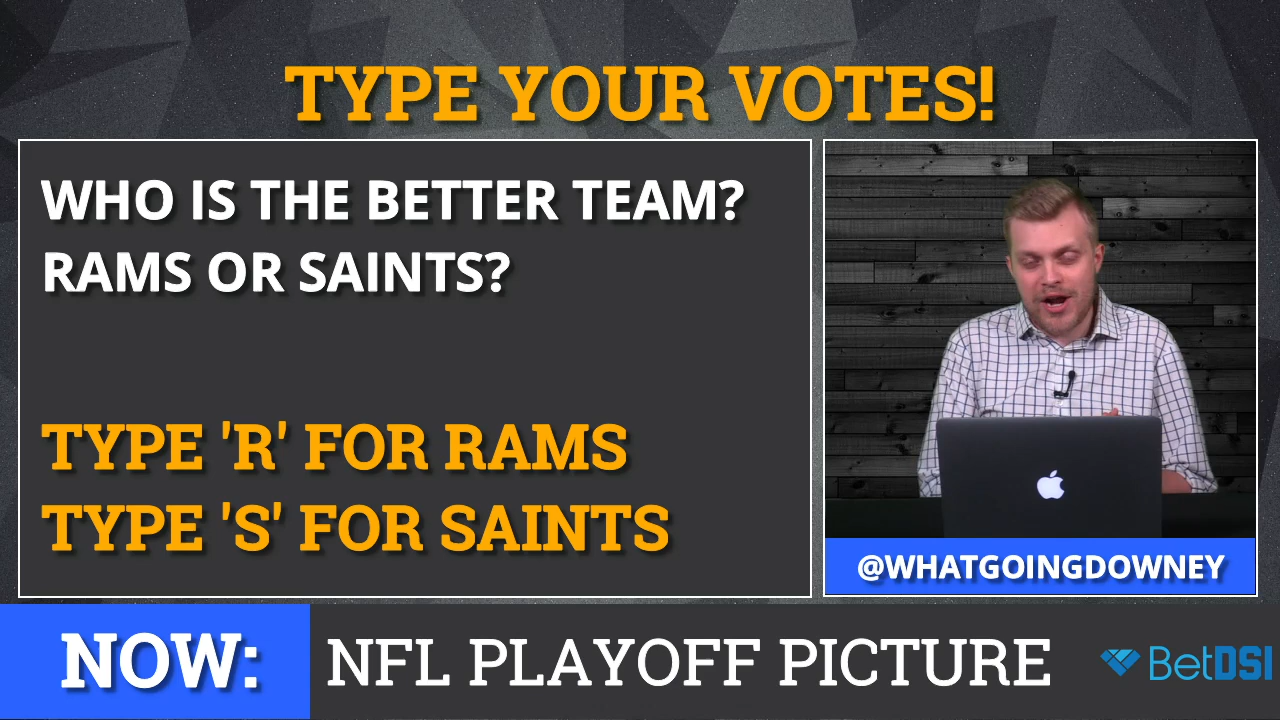 TYPE YOUR VOTES!
WHO IS THE BETTER TEAM?
RAMS OR SAINTS?
TYPE 'R' FOR RAMS
TYPE 'S' FOR SAINTS
@WHATGOINGDOWNEY
NOW: NFL PLAYOFF PICTURE BetDSI